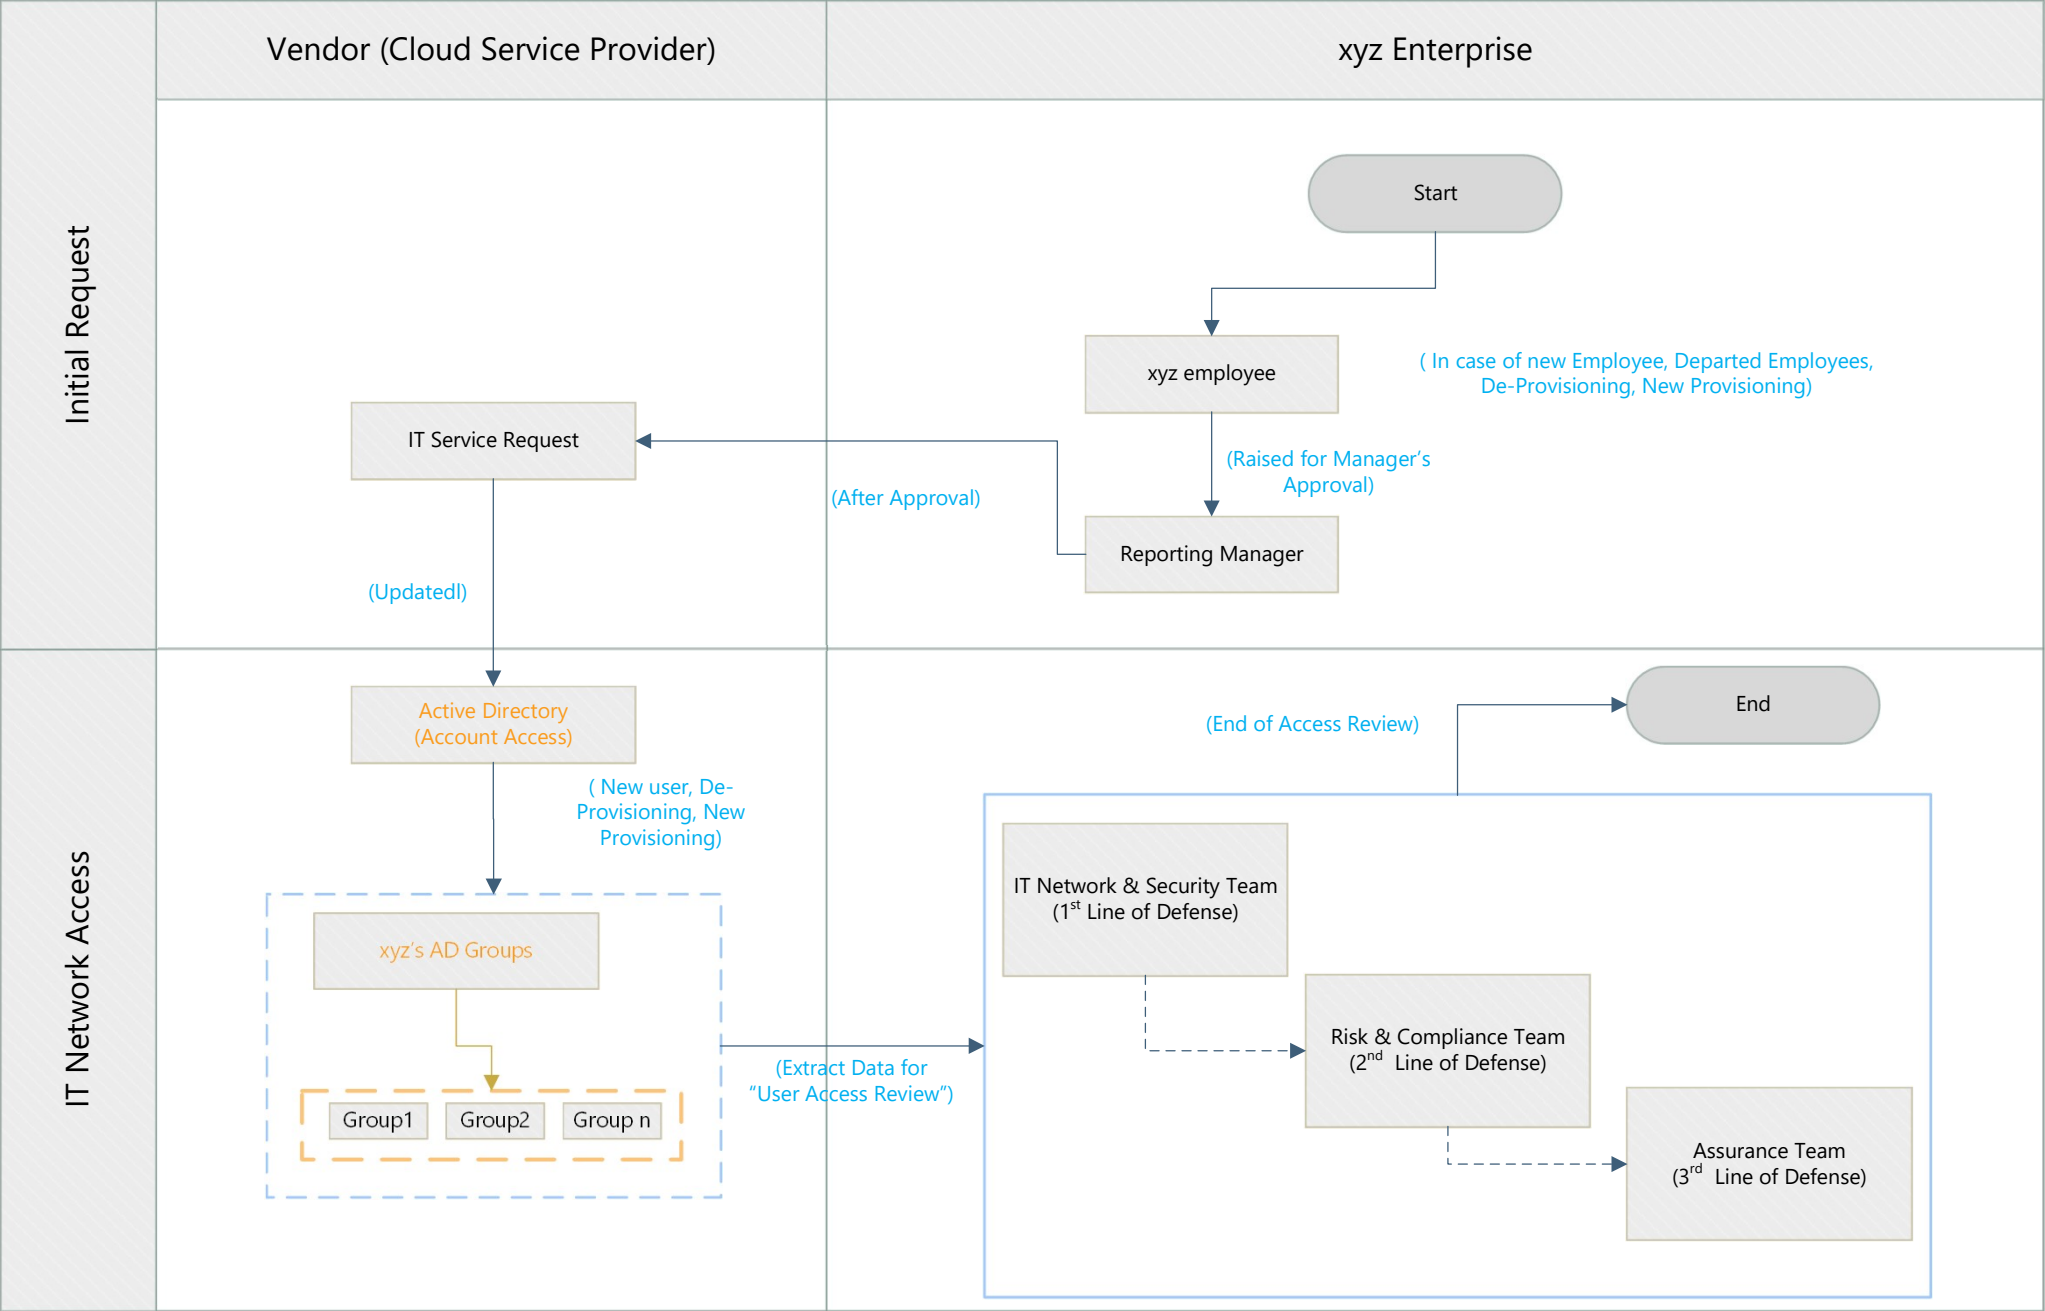 Vendor (Cloud Service Provider)
xyz Enterprise
Initial Request
Start
xyz employee
( In case of new Employee, Departed Employees,
De-Provisioning, New Provisioning)
IT Service Request
(Raised for Manager’s
Approval)
(After Approval)
Reporting Manager
(Updatedl)
IT Network Access
Active Directory
(Account Access)
(End of Access Review)
End
( New user, De-
Provisioning, New
Provisioning)
IT Network & Security Team
(1st Line of Defense)
xyz’s AD Groups
Risk & Compliance Team
(2nd Line of Defense)
(Extract Data for
“User Access Review”)
Group1
Group2
Group n
Assurance Team
(3rd Line of Defense)